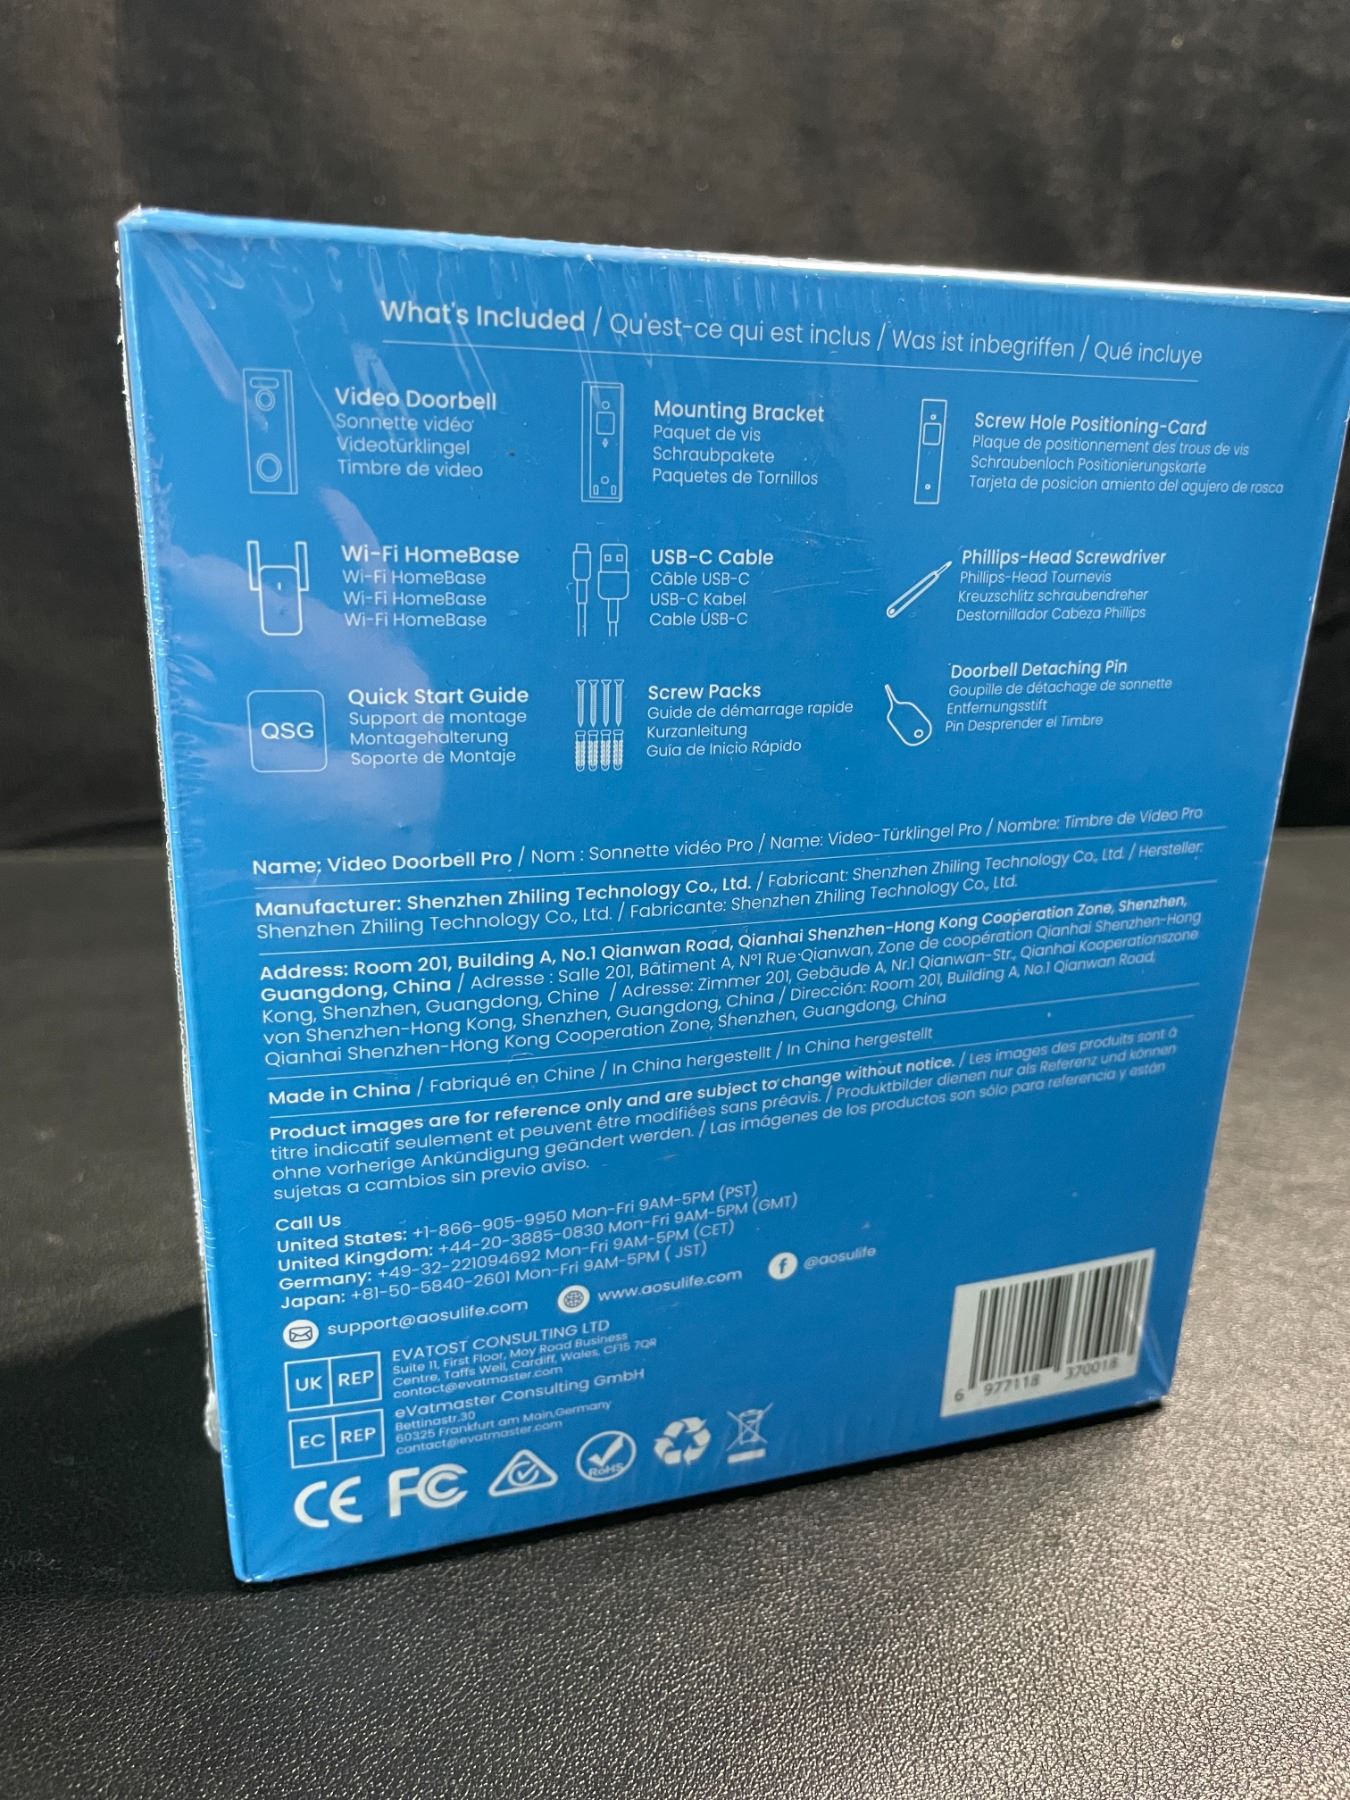 What's Included / Qu'est-ce qui est inclus / Was ist inbegriffen / Qué incluye
Video Doorbell
Sonnette vidéo
Videotürklingel
Timbre de video
Mounting Bracket
Paquet de vis
Schraubpakete
Paquetes de Tornillos
Screw Hole Positioning-Card
Plaque de positionnement des trous de vis
Schraubenloch Positionierungskarte
Tarjeta de posicion amiento del agujero de rosca
Wi-Fi HomeBase
Wi-Fi HomeBase
Wi-Fi HomeBase
Wi-Fi HomeBase
USB-C Cable
Câble USB-C
USB-C Kabel
Cable USB-C
Phillips-Head Screwdriver
Phillips-Head Tournevis
Kreuzschlitz schraubendreher
Destornillador Cabeza Phillips
QSG
Quick Start Guide
Support de montage
Montagehalterung
Soporte de Montaje
Screw Packs
Guide de démarrage rapide
Kurzanleitung
Guía de Inicio Rápido
Doorbell Detaching Pin
Goupille de détachage de sonnette
Entfernungsstift
Pin Desprender el Timbre
Name: Video Doorbell Pro / Nom : Sonnette vidéo Pro / Name: Video-Türklingel Pro / Nombre: Timbre de Video Pro
Manufacturer: Shenzhen Zhiling Technology Co., Ltd. / Fabricant: Shenzhen Zhiling Technology Co., Ltd. / Hersteller:
Shenzhen Zhiling Technology Co., Ltd. / Fabricante: Shenzhen Zhiling Technology Co., Ltd.
Address: Room 201, Building A, No.1 Qianwan Road, Qianhai Shenzhen-Hong Kong Cooperation Zone, Shenzhen,
Guangdong, China / Adresse : Salle 201, Bâtiment A, N°1 Rue Qianwan, Zone de coopération Qianhai Shenzhen-Hong
Kong, Shenzhen, Guangdong, Chine / Adresse: Zimmer 201, Gebäude A, Nr.1 Qianwan-Str., Qianhai Kooperationszone
von Shenzhen-Hong Kong, Shenzhen, Guangdong, China / Dirección: Room 201, Building A, No.1 Qianwan Road,
Qianhai Shenzhen-Hong Kong Cooperation Zone, Shenzhen, Guangdong, China
Made in China / Fabriqué en Chine / In China hergestellt / In China hergestellt
Product images are for reference only and are subject to change without notice. / Les images des produits sont à
titre indicatif seulement et peuvent être modifiées sans préavis. / Produktbilder dienen nur als Referenz und können
ohne vorherige Ankündigung geändert werden. / Las imágenes de los productos son sólo para referencia y están
sujetas a cambios sin previo aviso.
Call Us
United States: +1-866-905-9950 Mon-Fri 9AM-5PM (PST)
United Kingdom: +44-20-3885-0830 Mon-Fri 9AM-5PM (GMT)
Germany: +49-32-221094692 Mon-Fri 9AM-5PM (CET)
Japan: +81-50-5840-2601 Mon-Fri 9AM-5PM ( JST)
support@aosulife.com
www.aosulife.com
f @aosulife
UK REP
EVATOST CONSULTING LTD
Suite 11, First Floor, Moy Road Business
Centre, Taffs Well, Cardiff, Wales, CF15 7QR
contact@evatmaster.com
EC REP
eVatmaster Consulting GmbH
Bettinastr.30
60325 Frankfurt am Main,Germany
contact@evatmaster.com
CE FC RoHS
6 977118 370018